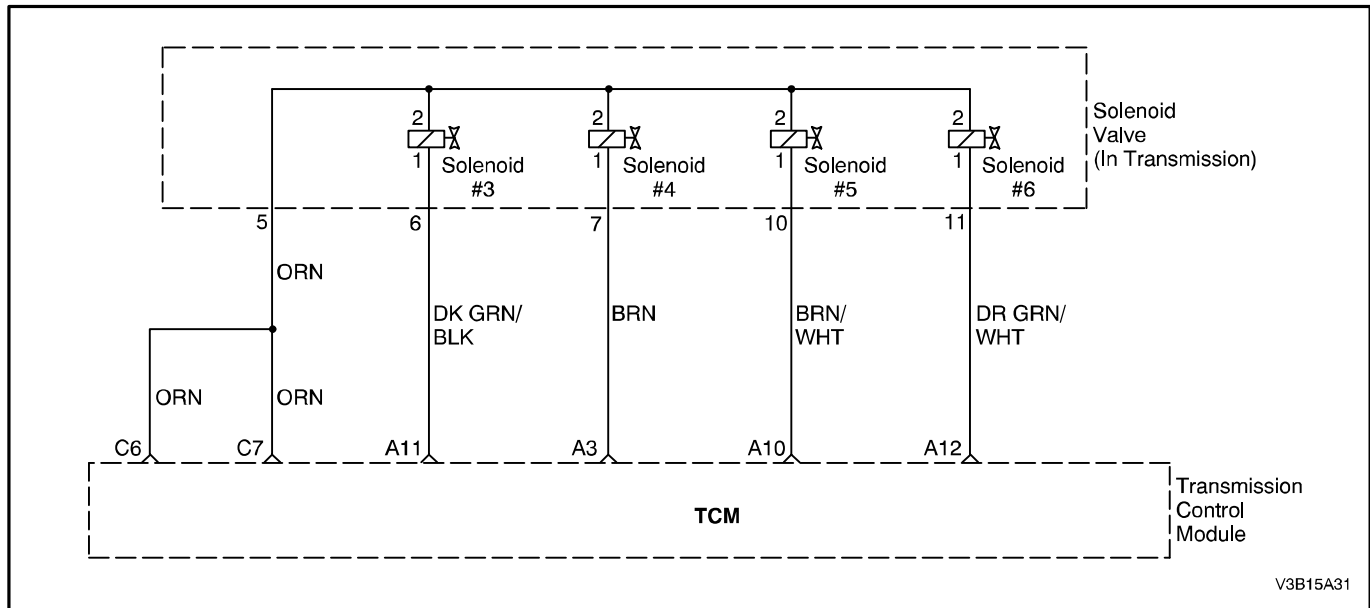 2
2
2
2
1
1
1
1
Solenoid
#3
Solenoid
#4
Solenoid
#5
Solenoid
#6
Solenoid
Valve
(In Transmission)
5
6
7
10
11
ORN
DK GRN/
BLK
BRN
BRN/
WHT
DR GRN/
WHT
ORN
ORN
C6
C7
A11
A3
A10
A12
TCM
Transmission
Control
Module
V3B15A31